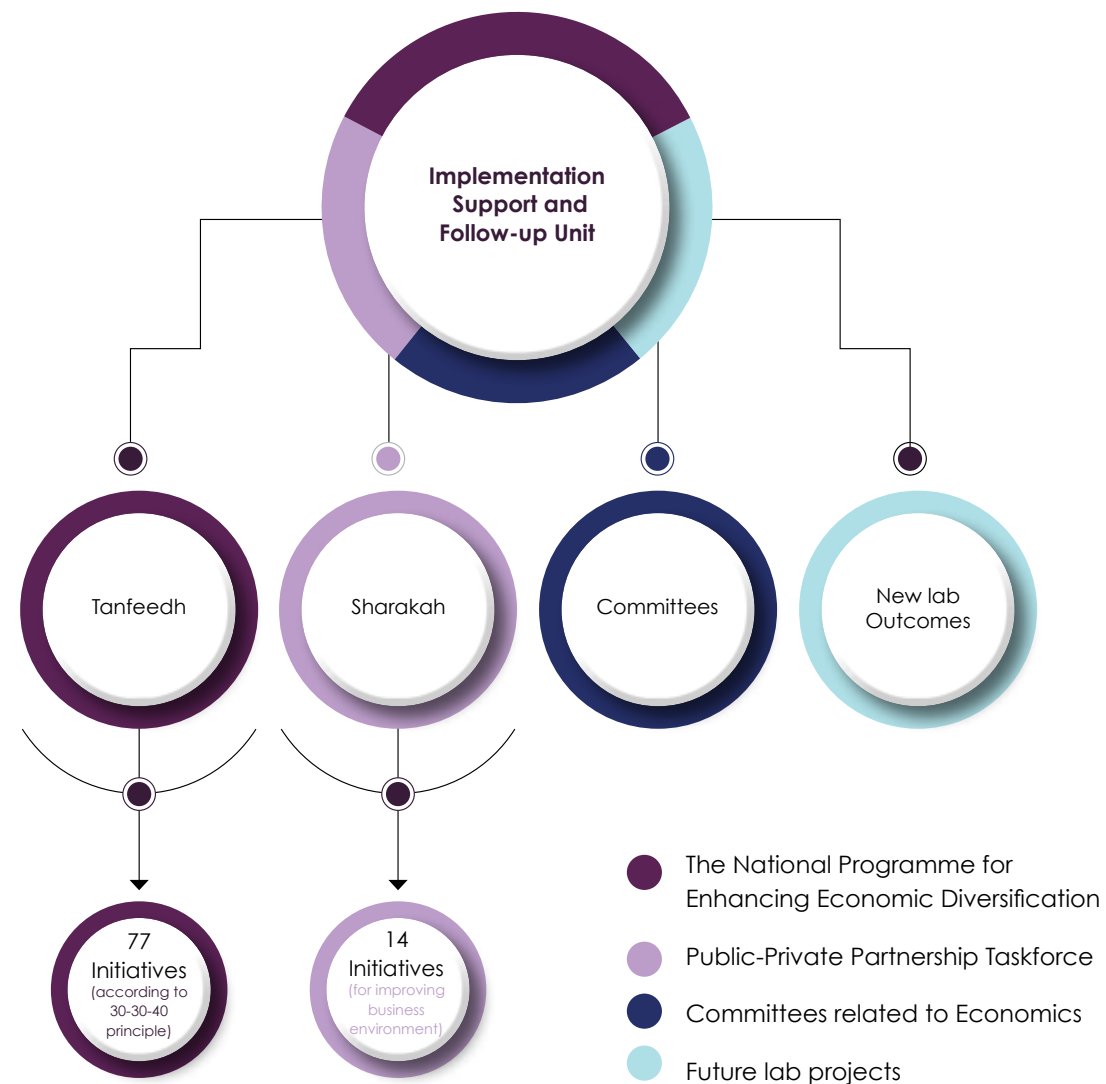 Implementation
Support and
Follow-up Unit
Tanfeedh
Sharakah
Committees
New lab
Outcomes
77
Initiatives
(according to
30-30-40
principle)
14
Initiatives
(for improving
business
environment)
The National Programme for
Enhancing Economic Diversification
Public-Private Partnership Taskforce
Committees related to Economics
Future lab projects